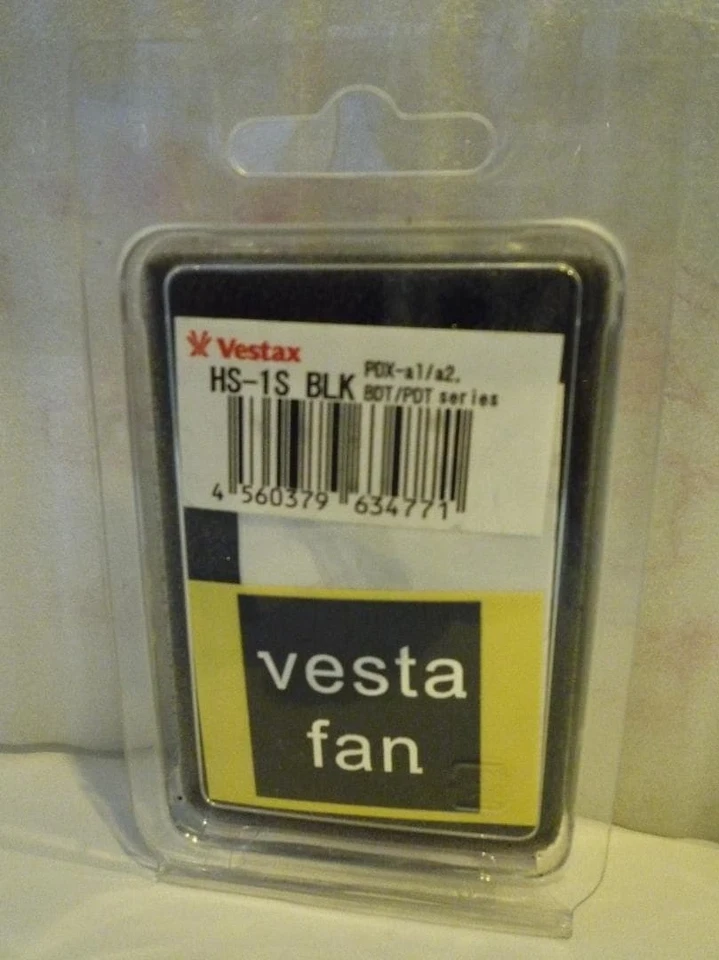 Vestax
HS-1S BLK PDX-a1/a2,
BDT/PDT series
4 560379 634771
vesta
fan